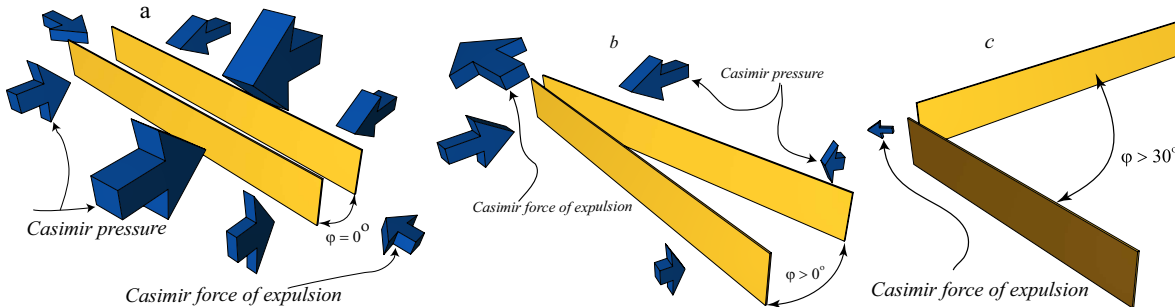 a
Casimir pressure
φ = 0°
Casimir force of expulsion
b
Casimir pressure
Casimir force of expulsion
φ > 0°
c
φ > 30°
Casimir force of expulsion